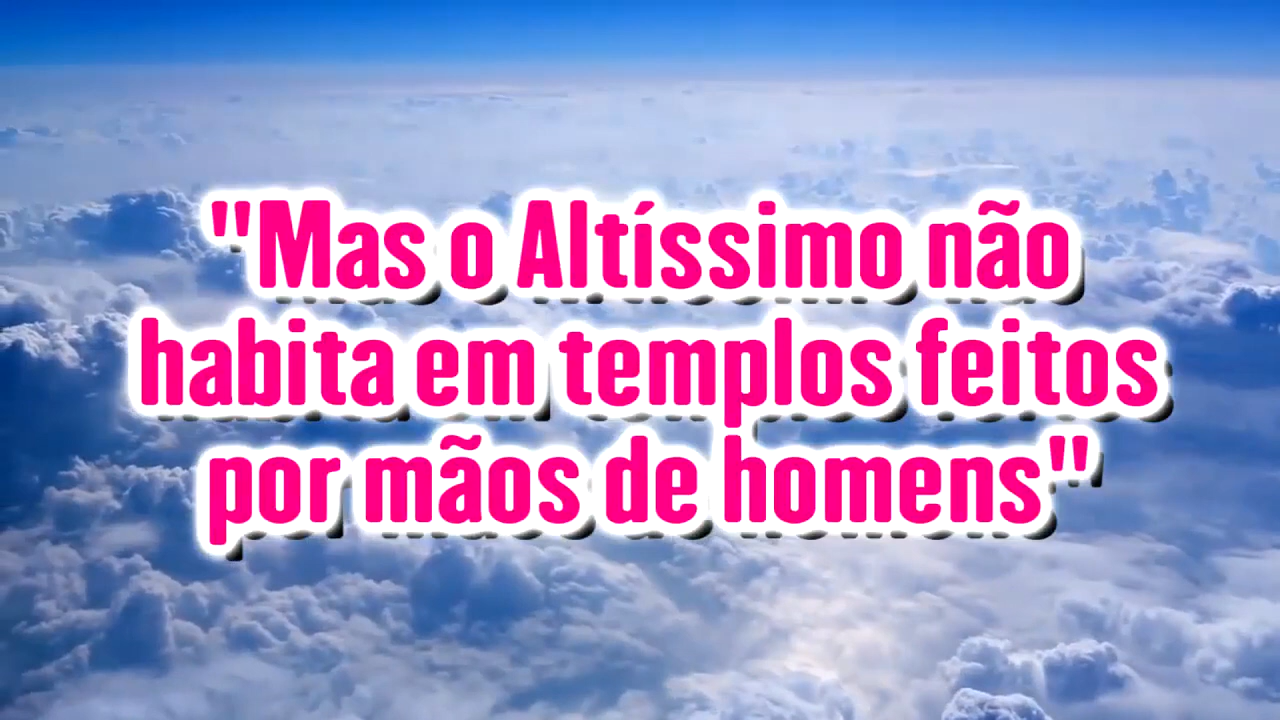 "Mas o Altíssimo não
habita em templos feitos
por mãos de homens"